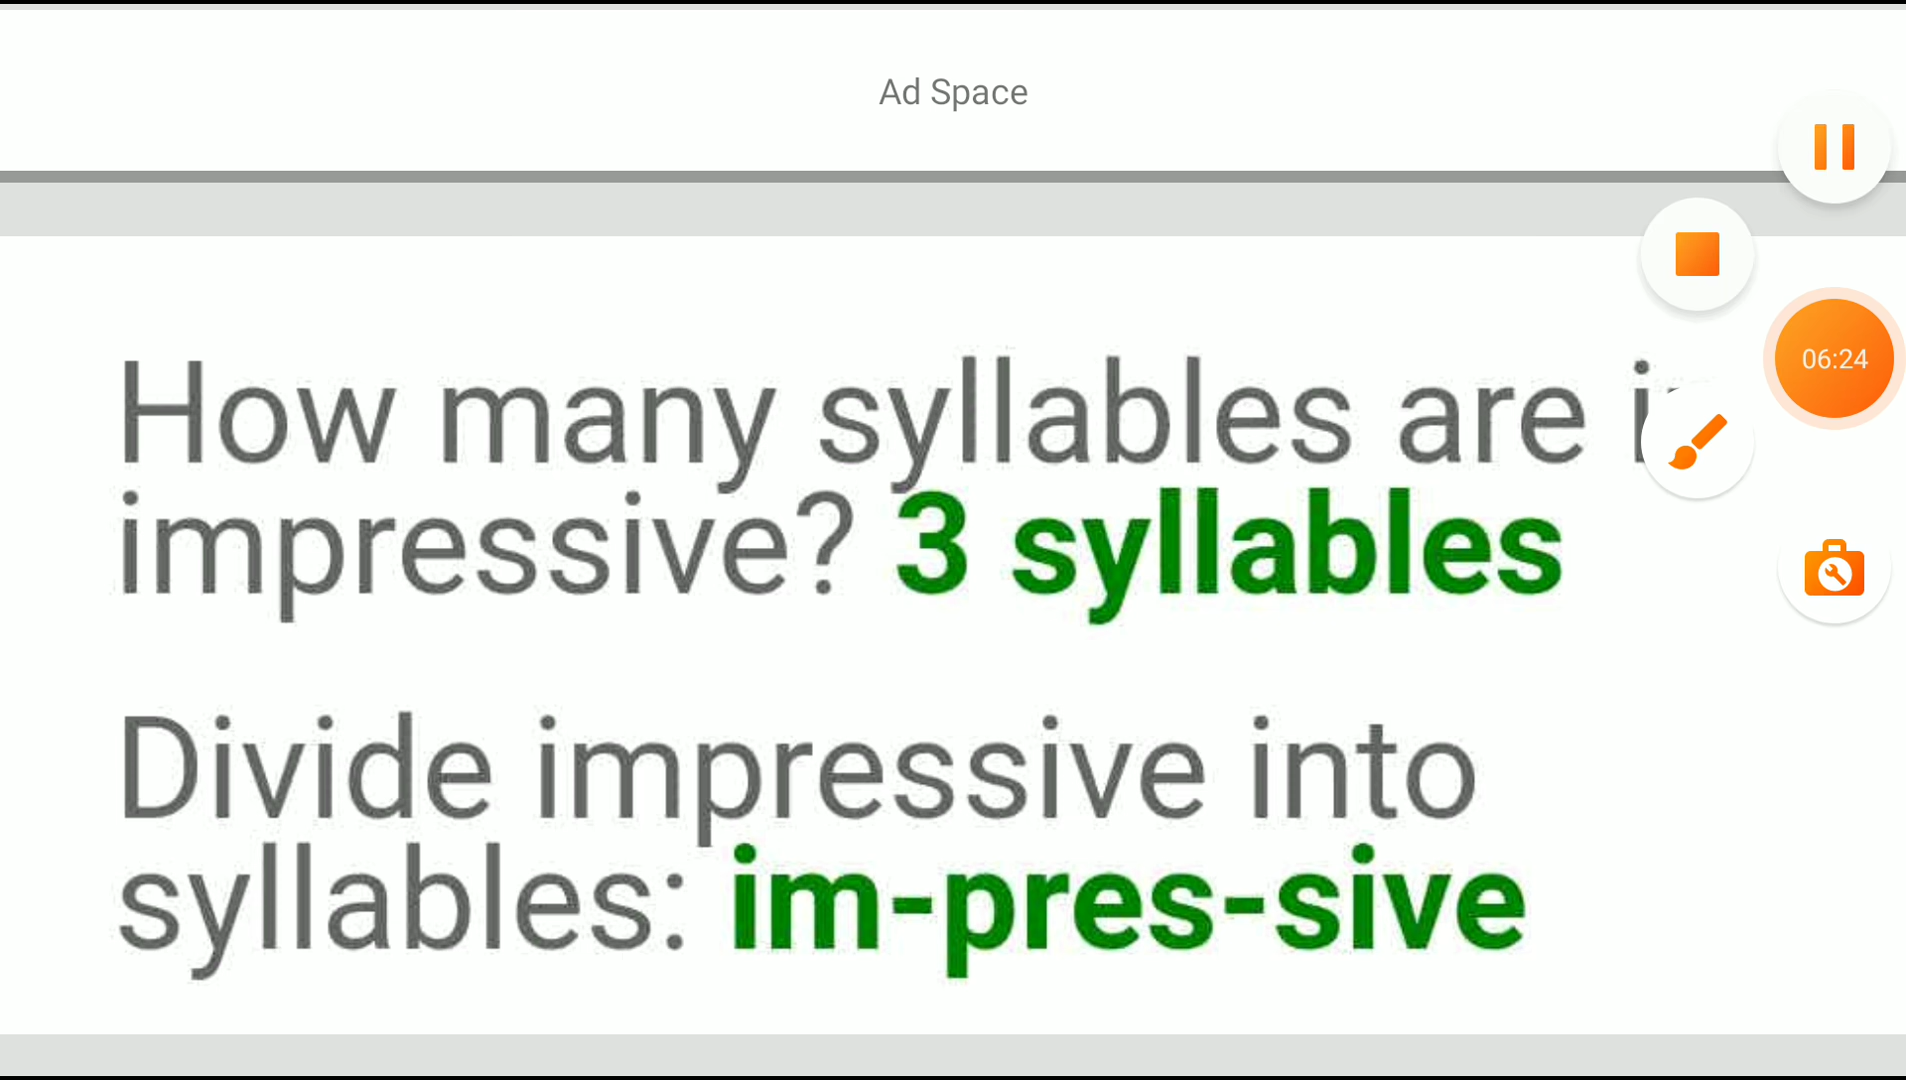 Ad Space
06:24
How many syllables are
impressive? 3 syllables
Divide impressive into
syllables: im-pres-sive